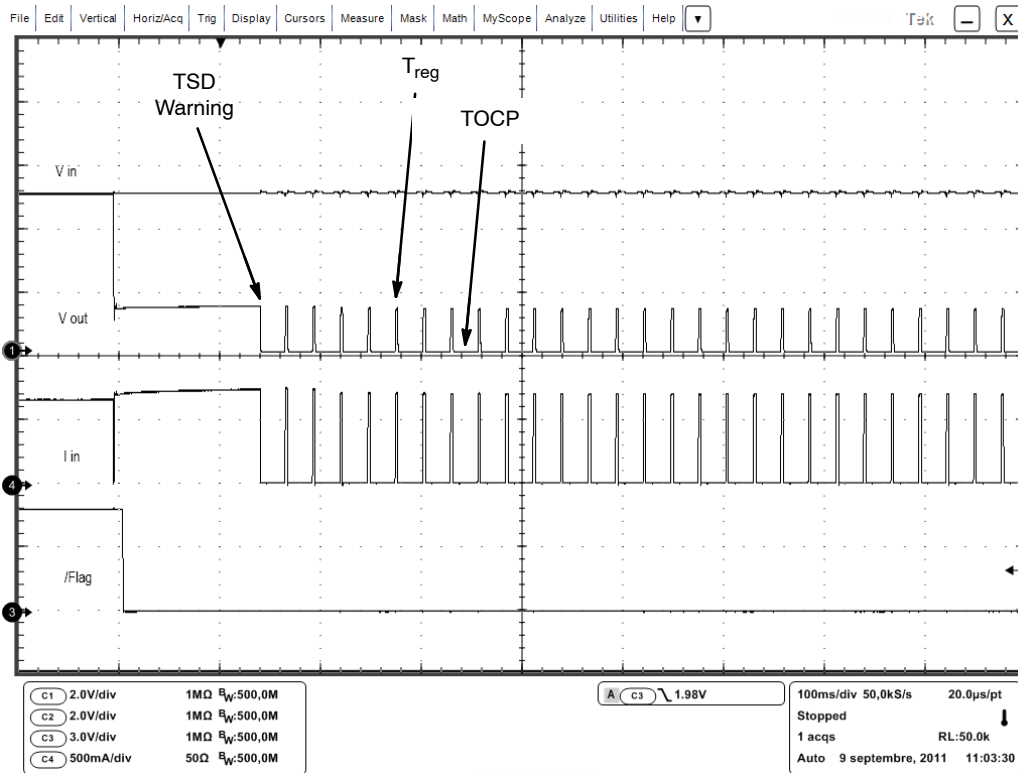 File Edit Vertical Horiz/Acq Trig Display Cursors Measure Mask Math MyScope Analyze Utilities Help ▼ Tek – X
TSD
Warning
Treg
TOCP
V in
V out
1
I in
4
/Flag
3
C1 2.0V/div 1MΩ BW:500,0M
C2 2.0V/div 1MΩ BW:500,0M
C3 3.0V/div 1MΩ BW:500,0M
C4 500mA/div 50Ω BW:500,0M
A C3 1.98V
100ms/div 50,0kS/s 20.0µs/pt
Stopped
1 acqs RL:50.0k
Auto 9 septembre, 2011 11:03:30